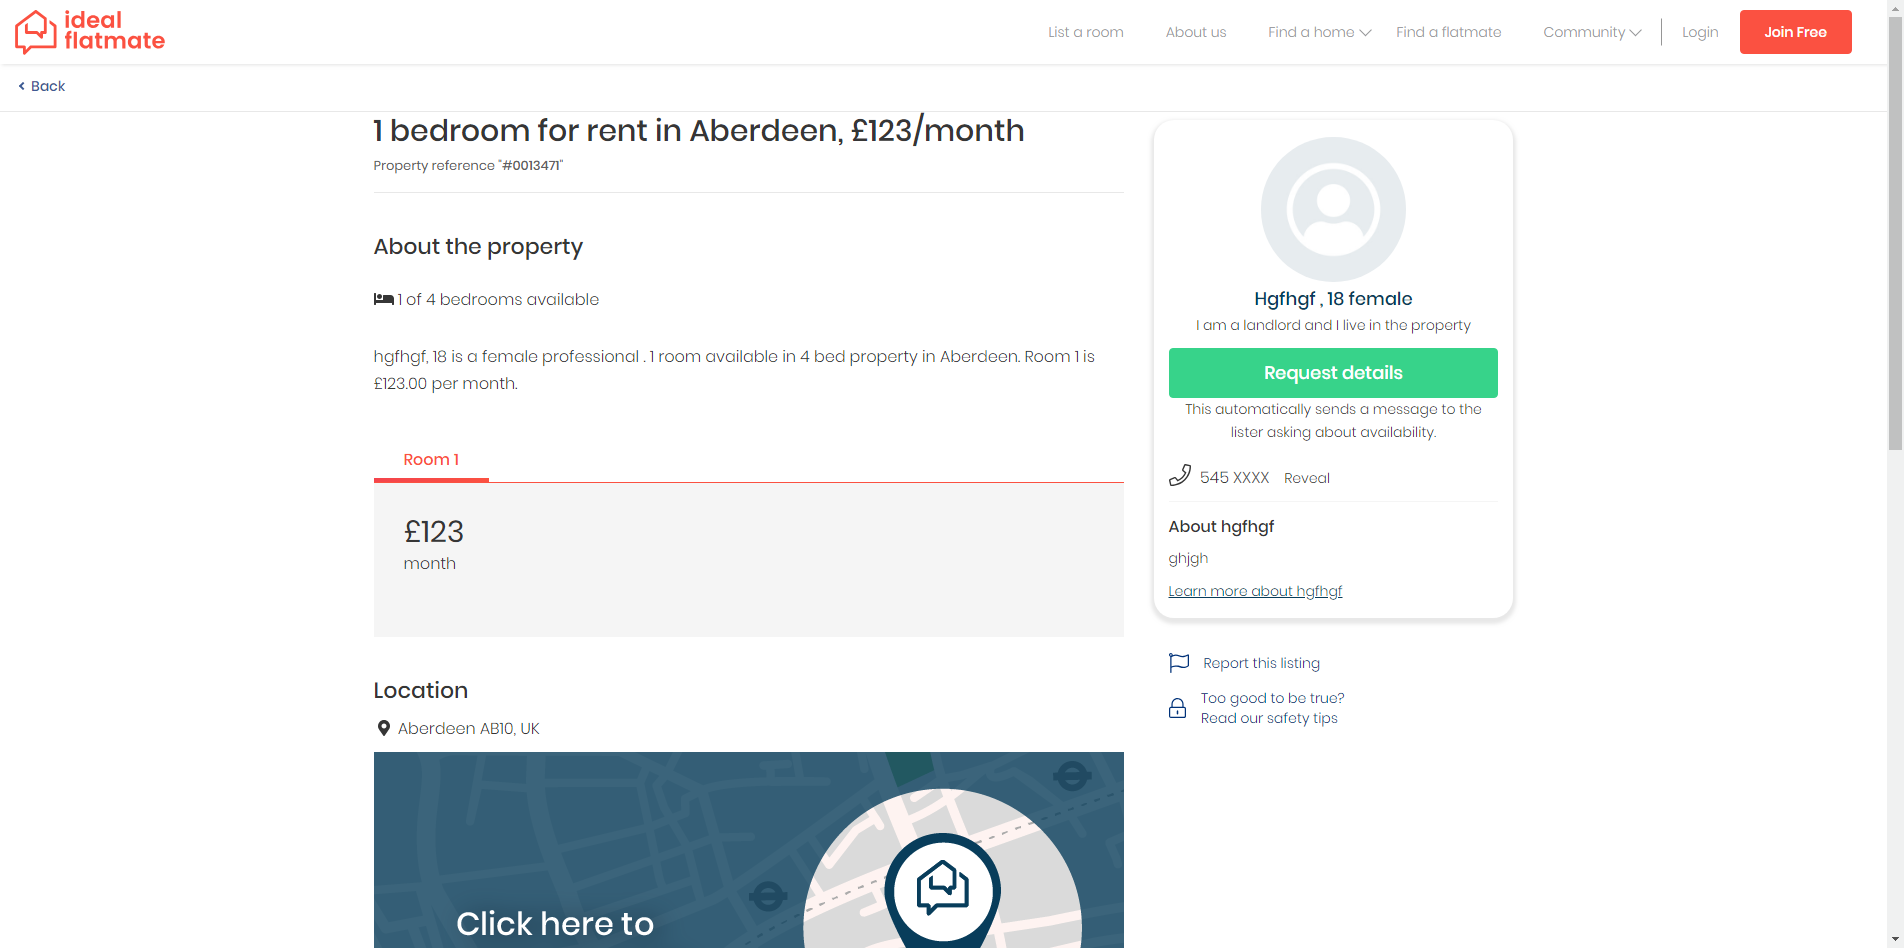 ideal
flatmate
List a room
About us
Find a home
Find a flatmate
Community
Login
Join Free
Back
1 bedroom for rent in Aberdeen, £123/month
Property reference "#0013471"
About the property
1 of 4 bedrooms available
hgfhgf, 18 is a female professional . 1 room available in 4 bed property in Aberdeen. Room 1 is
£123.00 per month.
Room 1
£123
month
Location
Aberdeen AB10, UK
Click here to
Hgfhgf , 18 female
I am a landlord and I live in the property
Request details
This automatically sends a message to the
lister asking about availability.
545 XXXX Reveal
About hgfhgf
ghjgh
Learn more about hgfhgf
Report this listing
Too good to be true?
Read our safety tips